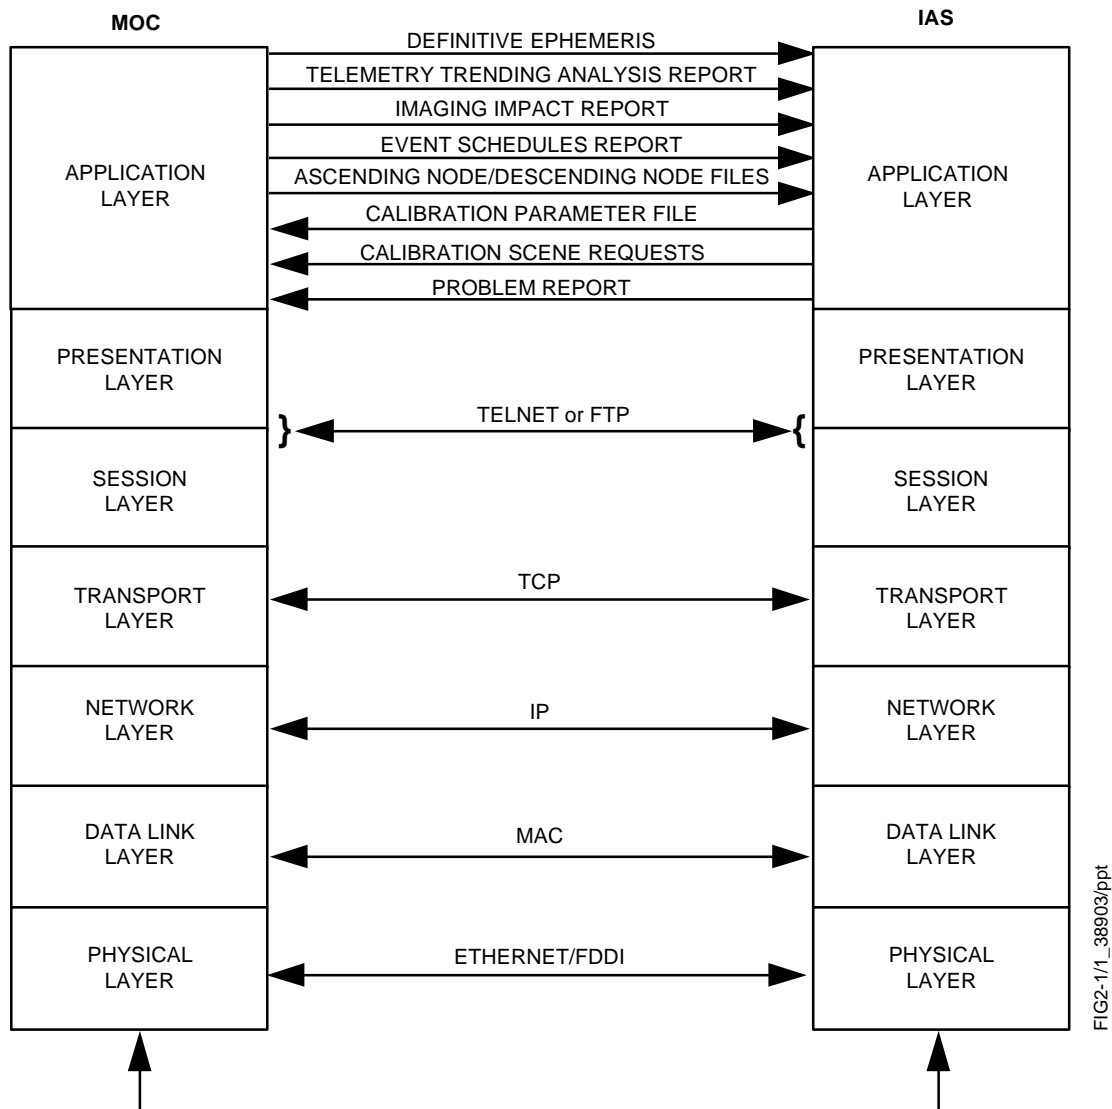 MOC
IAS
DEFINITIVE EPHEMERIS
TELEMETRY TRENDING ANALYSIS REPORT
IMAGING IMPACT REPORT
EVENT SCHEDULES REPORT
ASCENDING NODE/DESCENDING NODE FILES
CALIBRATION PARAMETER FILE
CALIBRATION SCENE REQUESTS
PROBLEM REPORT
APPLICATION
LAYER
APPLICATION
LAYER
PRESENTATION
LAYER
PRESENTATION
LAYER
} TELNET or FTP {
SESSION
LAYER
SESSION
LAYER
TRANSPORT
LAYER
TCP
TRANSPORT
LAYER
NETWORK
LAYER
IP
NETWORK
LAYER
DATA LINK
LAYER
MAC
DATA LINK
LAYER
PHYSICAL
LAYER
ETHERNET/FDDI
PHYSICAL
LAYER
FIG2-1/1_38903/ppt